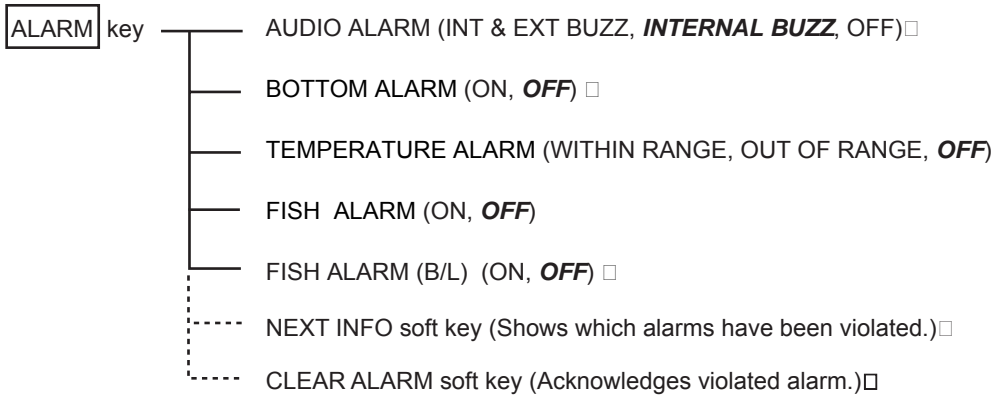 ALARM key
AUDIO ALARM (INT & EXT BUZZ, INTERNAL BUZZ, OFF)□
BOTTOM ALARM (ON, OFF) □
TEMPERATURE ALARM (WITHIN RANGE, OUT OF RANGE, OFF)
FISH ALARM (ON, OFF)
FISH ALARM (B/L) (ON, OFF) □
NEXT INFO soft key (Shows which alarms have been violated.)□
CLEAR ALARM soft key (Acknowledges violated alarm.)□